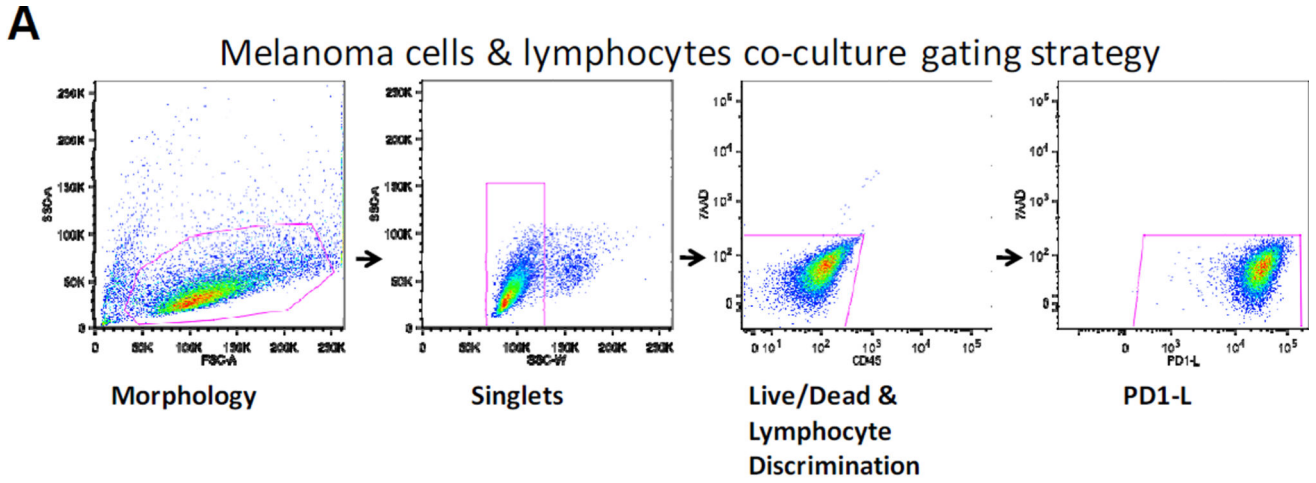 A
Melanoma cells & lymphocytes co-culture gating strategy
250K
200K
150K
100K
50K
0
SSC-A
0 50K 100K 150K 200K 250K
FSC-A
Morphology
250K
200K
150K
100K
50K
0
SSC-A
0 50K 100K 150K 200K 250K
SSC-W
Singlets
10^5
10^4
10^3
10^2
0
7AAD
0 10^1 10^2 10^3 10^4 10^5
CD45
Live/Dead &
Lymphocyte
Discrimination
10^5
10^4
10^3
10^2
0
7AAD
0 10^3 10^4 10^5
PD1-L
PD1-L